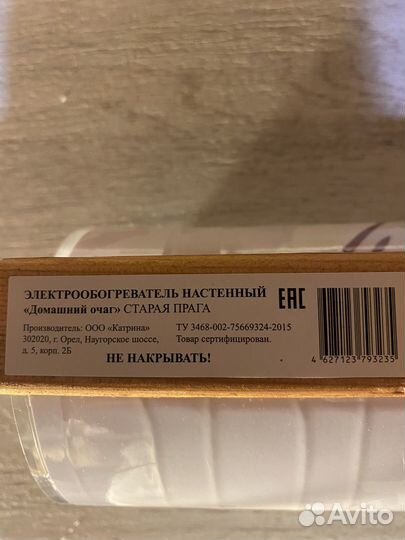 ЭЛЕКТРООБОГРЕВАТЕЛЬ НАСТЕННЫЙ
«Домашний очаг» СТАРАЯ ПРАГА
Производитель: ООО «Катрина»
302020, г. Орел, Наугорское шоссе,
д. 5, корп. 2Б
ТУ 3468-002-75669324-2015
Товар сертифицирован.
НЕ НАКРЫВАТЬ!
EAC
4 627123 793235
Avito